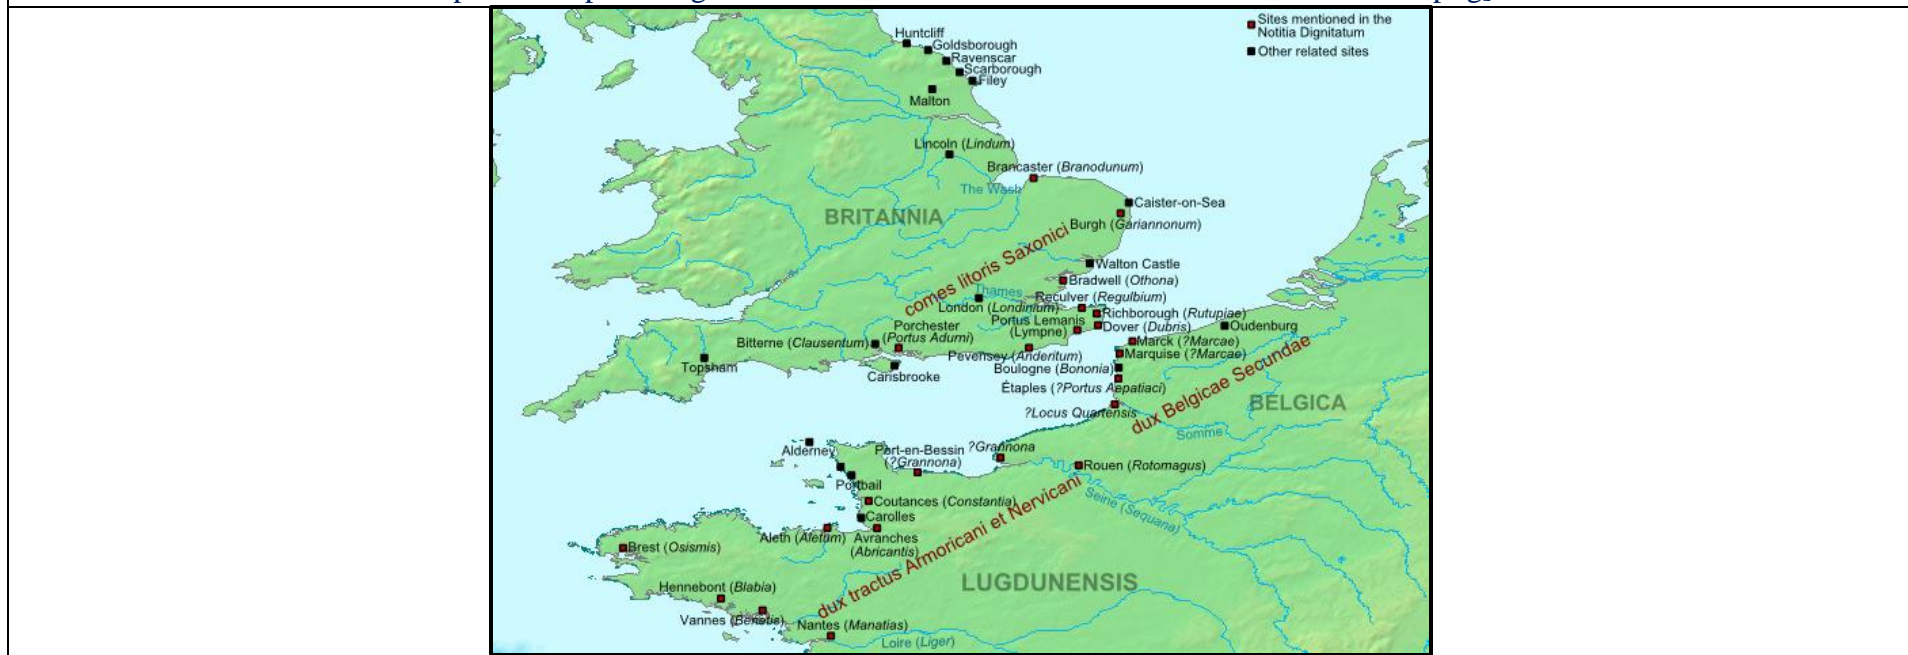 Sites mentioned in the
Notitia Dignitatum
Other related sites
Huntcliff
Goldsborough
Ravenscar
Scarborough
Filey
Malton
Lincoln (Lindum)
Brancaster (Branodunum)
The Wash
BRITANNIA
Caister-on-Sea
Burgh (Gariannonum)
comes litoris Saxonici
Walton Castle
Bradwell (Othona)
Thames
Reculver (Regulbium)
London (Londinium)
Richborough (Rutupiae)
Portus Lemanis
(Lympne)
Dover (Dubris)
Oudenburg
Porchester
(Portus Adurni)
Bitterne (Clausentum)
Marck (?Marcae)
Marquise (?Marcae)
Pevensey (Anderitum)
Topsham
Carisbrooke
Boulogne (Bononia)
Étaples (?Portus Aepatiaci)
dux Belgicae Secundae
BELGICA
?Locus Quartensis
Somme
Alderney
Port-en-Bessin
(?Grannona)
?Grannona
Rouen (Rotomagus)
Portbail
Seine (Sequana)
Coutances (Constantia)
Carolles
Aleth (Aletum)
Avranches
(Abricantis)
Brest (Osismis)
dux tractus Armoricani et Nervicani
LUGDUNENSIS
Hennebont (Blabia)
Vannes (Benetis)
Nantes (Manatias)
Loire (Liger)